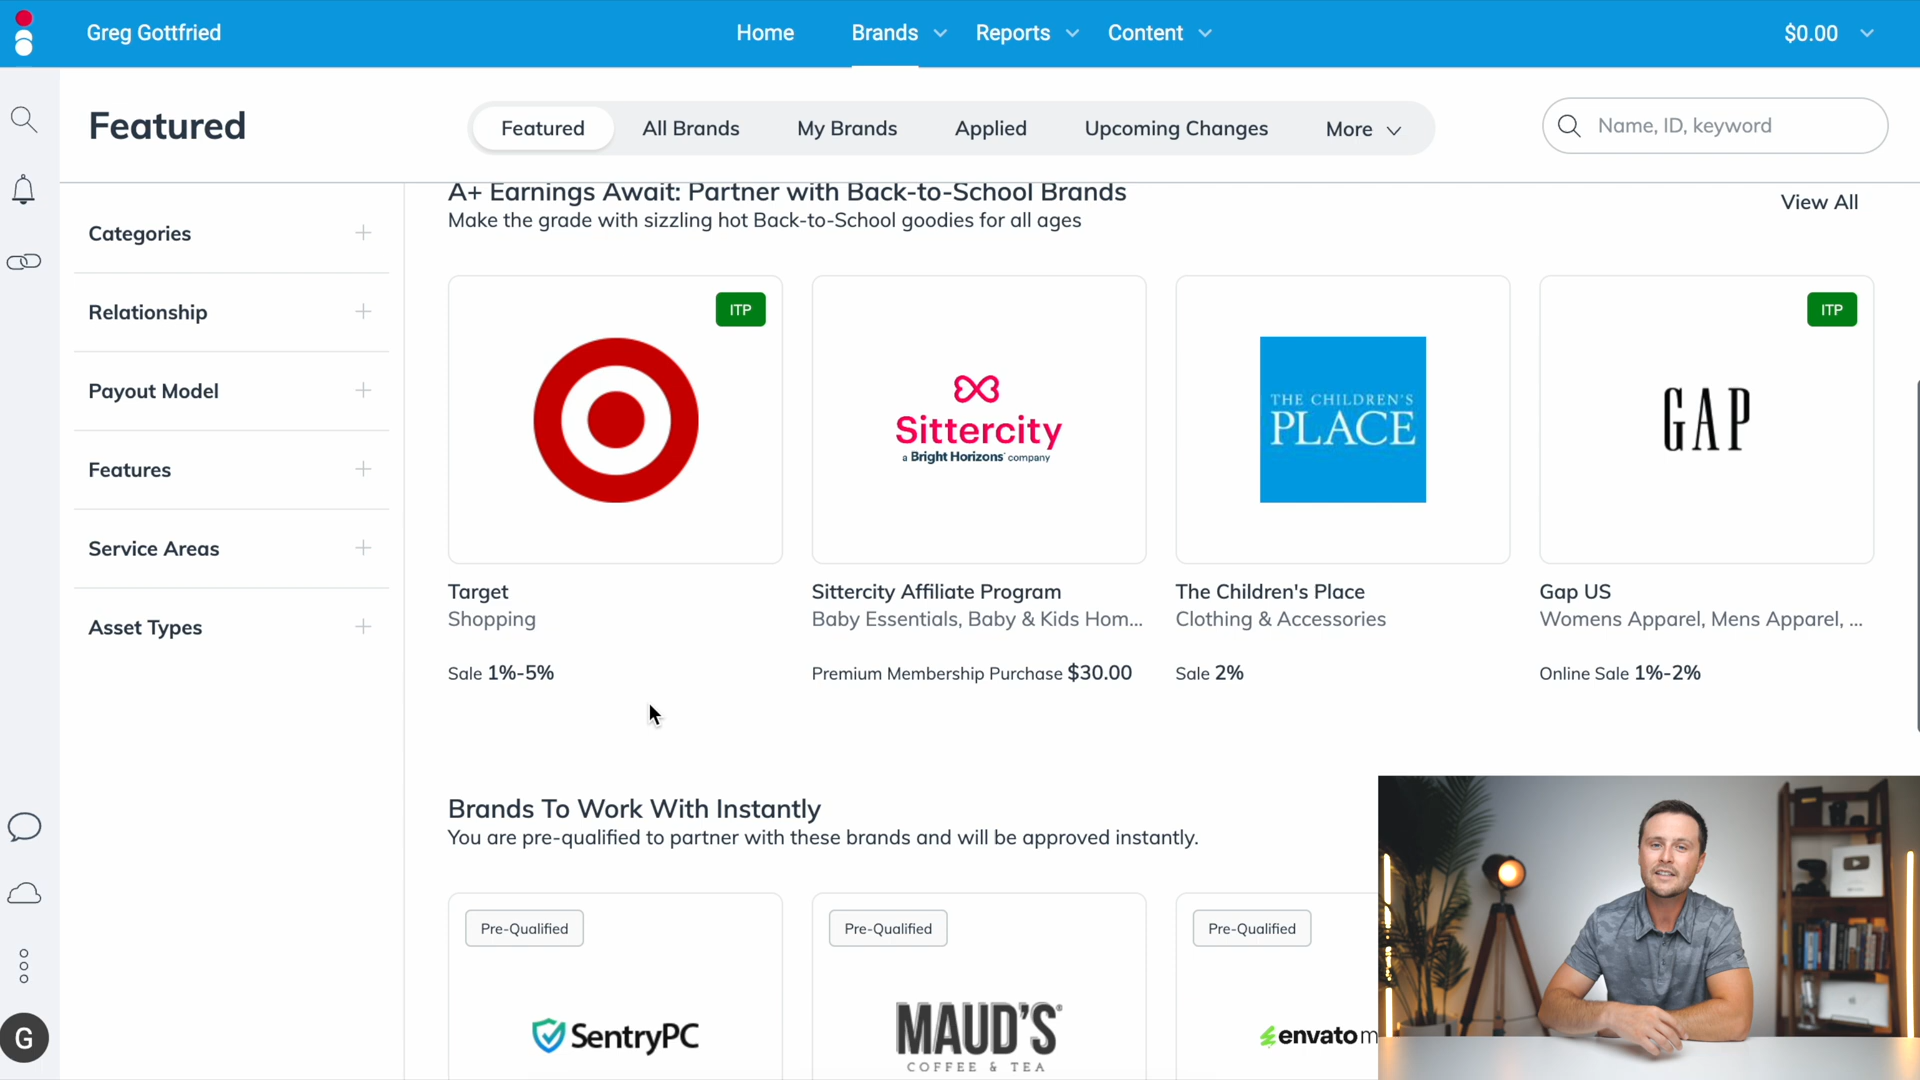 Greg Gottfried
Home
Brands
Reports
Content
$0.00
Featured
Featured
All Brands
My Brands
Applied
Upcoming Changes
More
Name, ID, keyword
Categories
Relationship
Payout Model
Features
Service Areas
Asset Types
G
A+ Earnings Await: Partner with Back-to-School Brands
Make the grade with sizzling hot Back-to-School goodies for all ages
View All
ITP
Sittercity
a Bright Horizons company
THE CHILDREN'S
PLACE
ITP
GAP
Target
Shopping
Sale 1%-5%
Sittercity Affiliate Program
Baby Essentials, Baby & Kids Hom...
Premium Membership Purchase $30.00
The Children's Place
Clothing & Accessories
Sale 2%
Gap US
Womens Apparel, Mens Apparel, ...
Online Sale 1%-2%
Brands To Work With Instantly
You are pre-qualified to partner with these brands and will be approved instantly.
Pre-Qualified
SentryPC
Pre-Qualified
MAUD'S
COFFEE & TEA
Pre-Qualified
envato m